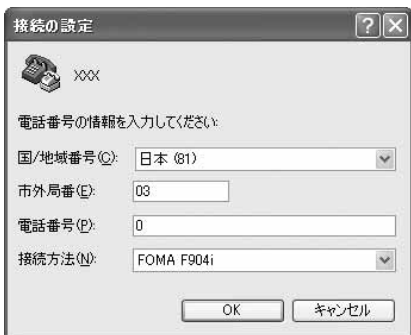 接続の設定
XXX
電話番号の情報を入力してください:
国/地域番号(C): 日本 (81)
市外局番(E): 03
電話番号(P): 0
接続方法(N): FOMA F904i
OK キャンセル